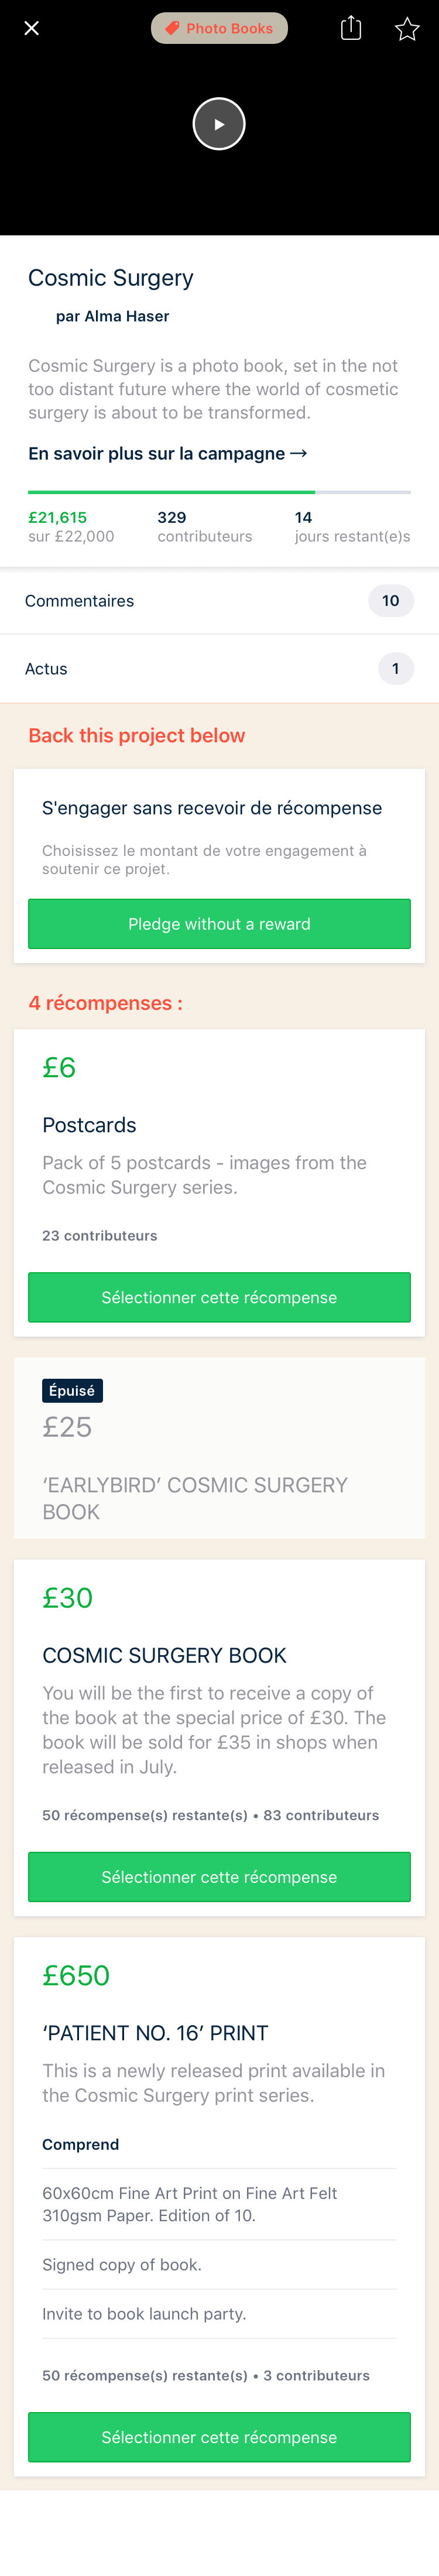 Photo Books
Cosmic Surgery
par Alma Haser
Cosmic Surgery is a photo book, set in the not
too distant future where the world of cosmetic
surgery is about to be transformed.
En savoir plus sur la campagne →
£21,615
sur £22,000
329
contributeurs
14
jours restant(e)s
Commentaires
10
Actus
1
Back this project below
S'engager sans recevoir de récompense
Choisissez le montant de votre engagement à
soutenir ce projet.
Pledge without a reward
4 récompenses :
£6
Postcards
Pack of 5 postcards - images from the
Cosmic Surgery series.
23 contributeurs
Sélectionner cette récompense
Épuisé
£25
‘EARLYBIRD’ COSMIC SURGERY
BOOK
£30
COSMIC SURGERY BOOK
You will be the first to receive a copy of
the book at the special price of £30. The
book will be sold for £35 in shops when
released in July.
50 récompense(s) restante(s) • 83 contributeurs
Sélectionner cette récompense
£650
‘PATIENT NO. 16’ PRINT
This is a newly released print available in
the Cosmic Surgery print series.
Comprend
60x60cm Fine Art Print on Fine Art Felt
310gsm Paper. Edition of 10.
Signed copy of book.
Invite to book launch party.
50 récompense(s) restante(s) • 3 contributeurs
Sélectionner cette récompense